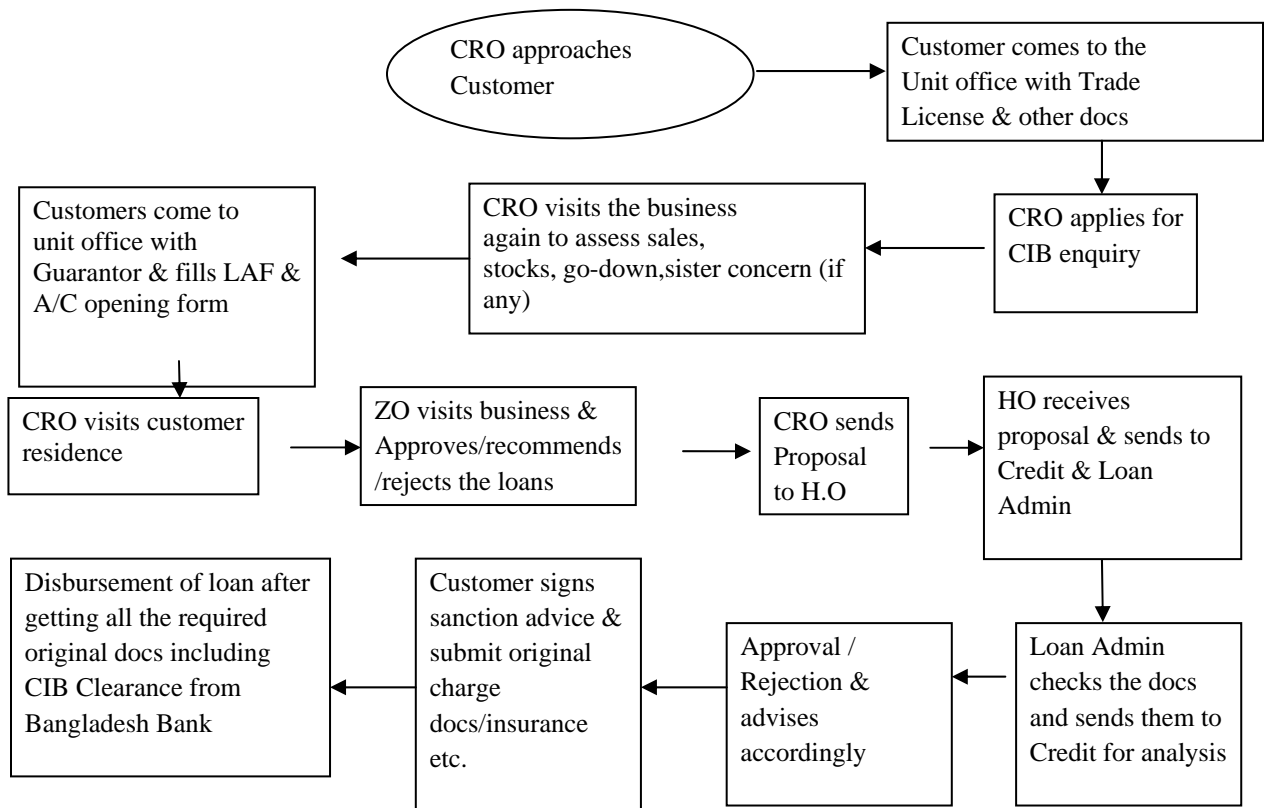 CRO approaches
Customer
Customer comes to the
Unit office with Trade
License & other docs
CRO applies for
CIB enquiry
CRO visits the business
again to assess sales,
stocks, go-down,sister concern (if
any)
Customers come to
unit office with
Guarantor & fills LAF &
A/C opening form
CRO visits customer
residence
ZO visits business &
Approves/recommends
/rejects the loans
CRO sends
Proposal
to H.O
HO receives
proposal & sends to
Credit & Loan
Admin
Loan Admin
checks the docs
and sends them to
Credit for analysis
Approval /
Rejection &
advises
accordingly
Customer signs
sanction advice &
submit original
charge
docs/insurance
etc.
Disbursement of loan after
getting all the required
original docs including
CIB Clearance from
Bangladesh Bank